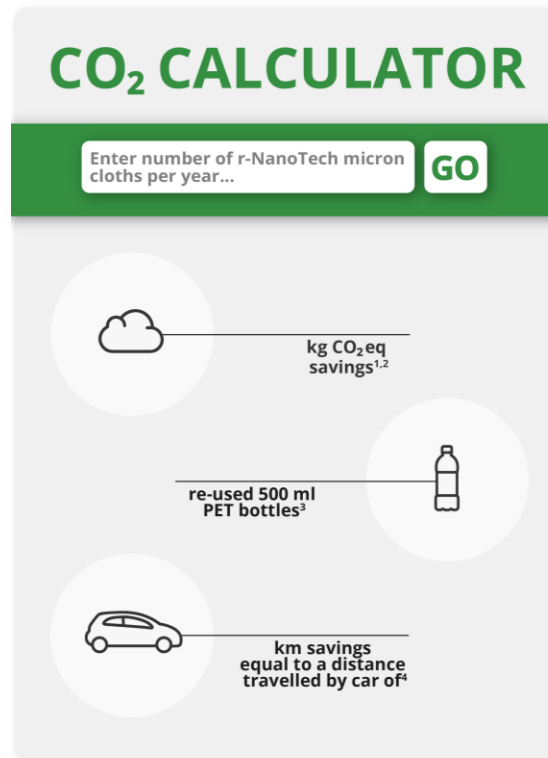 CO₂ CALCULATOR
Enter number of r-NanoTech micron
cloths per year...
GO
kg CO₂eq
savings¹,²
re-used 500 ml
PET bottles³
km savings
equal to a distance
travelled by car of⁴